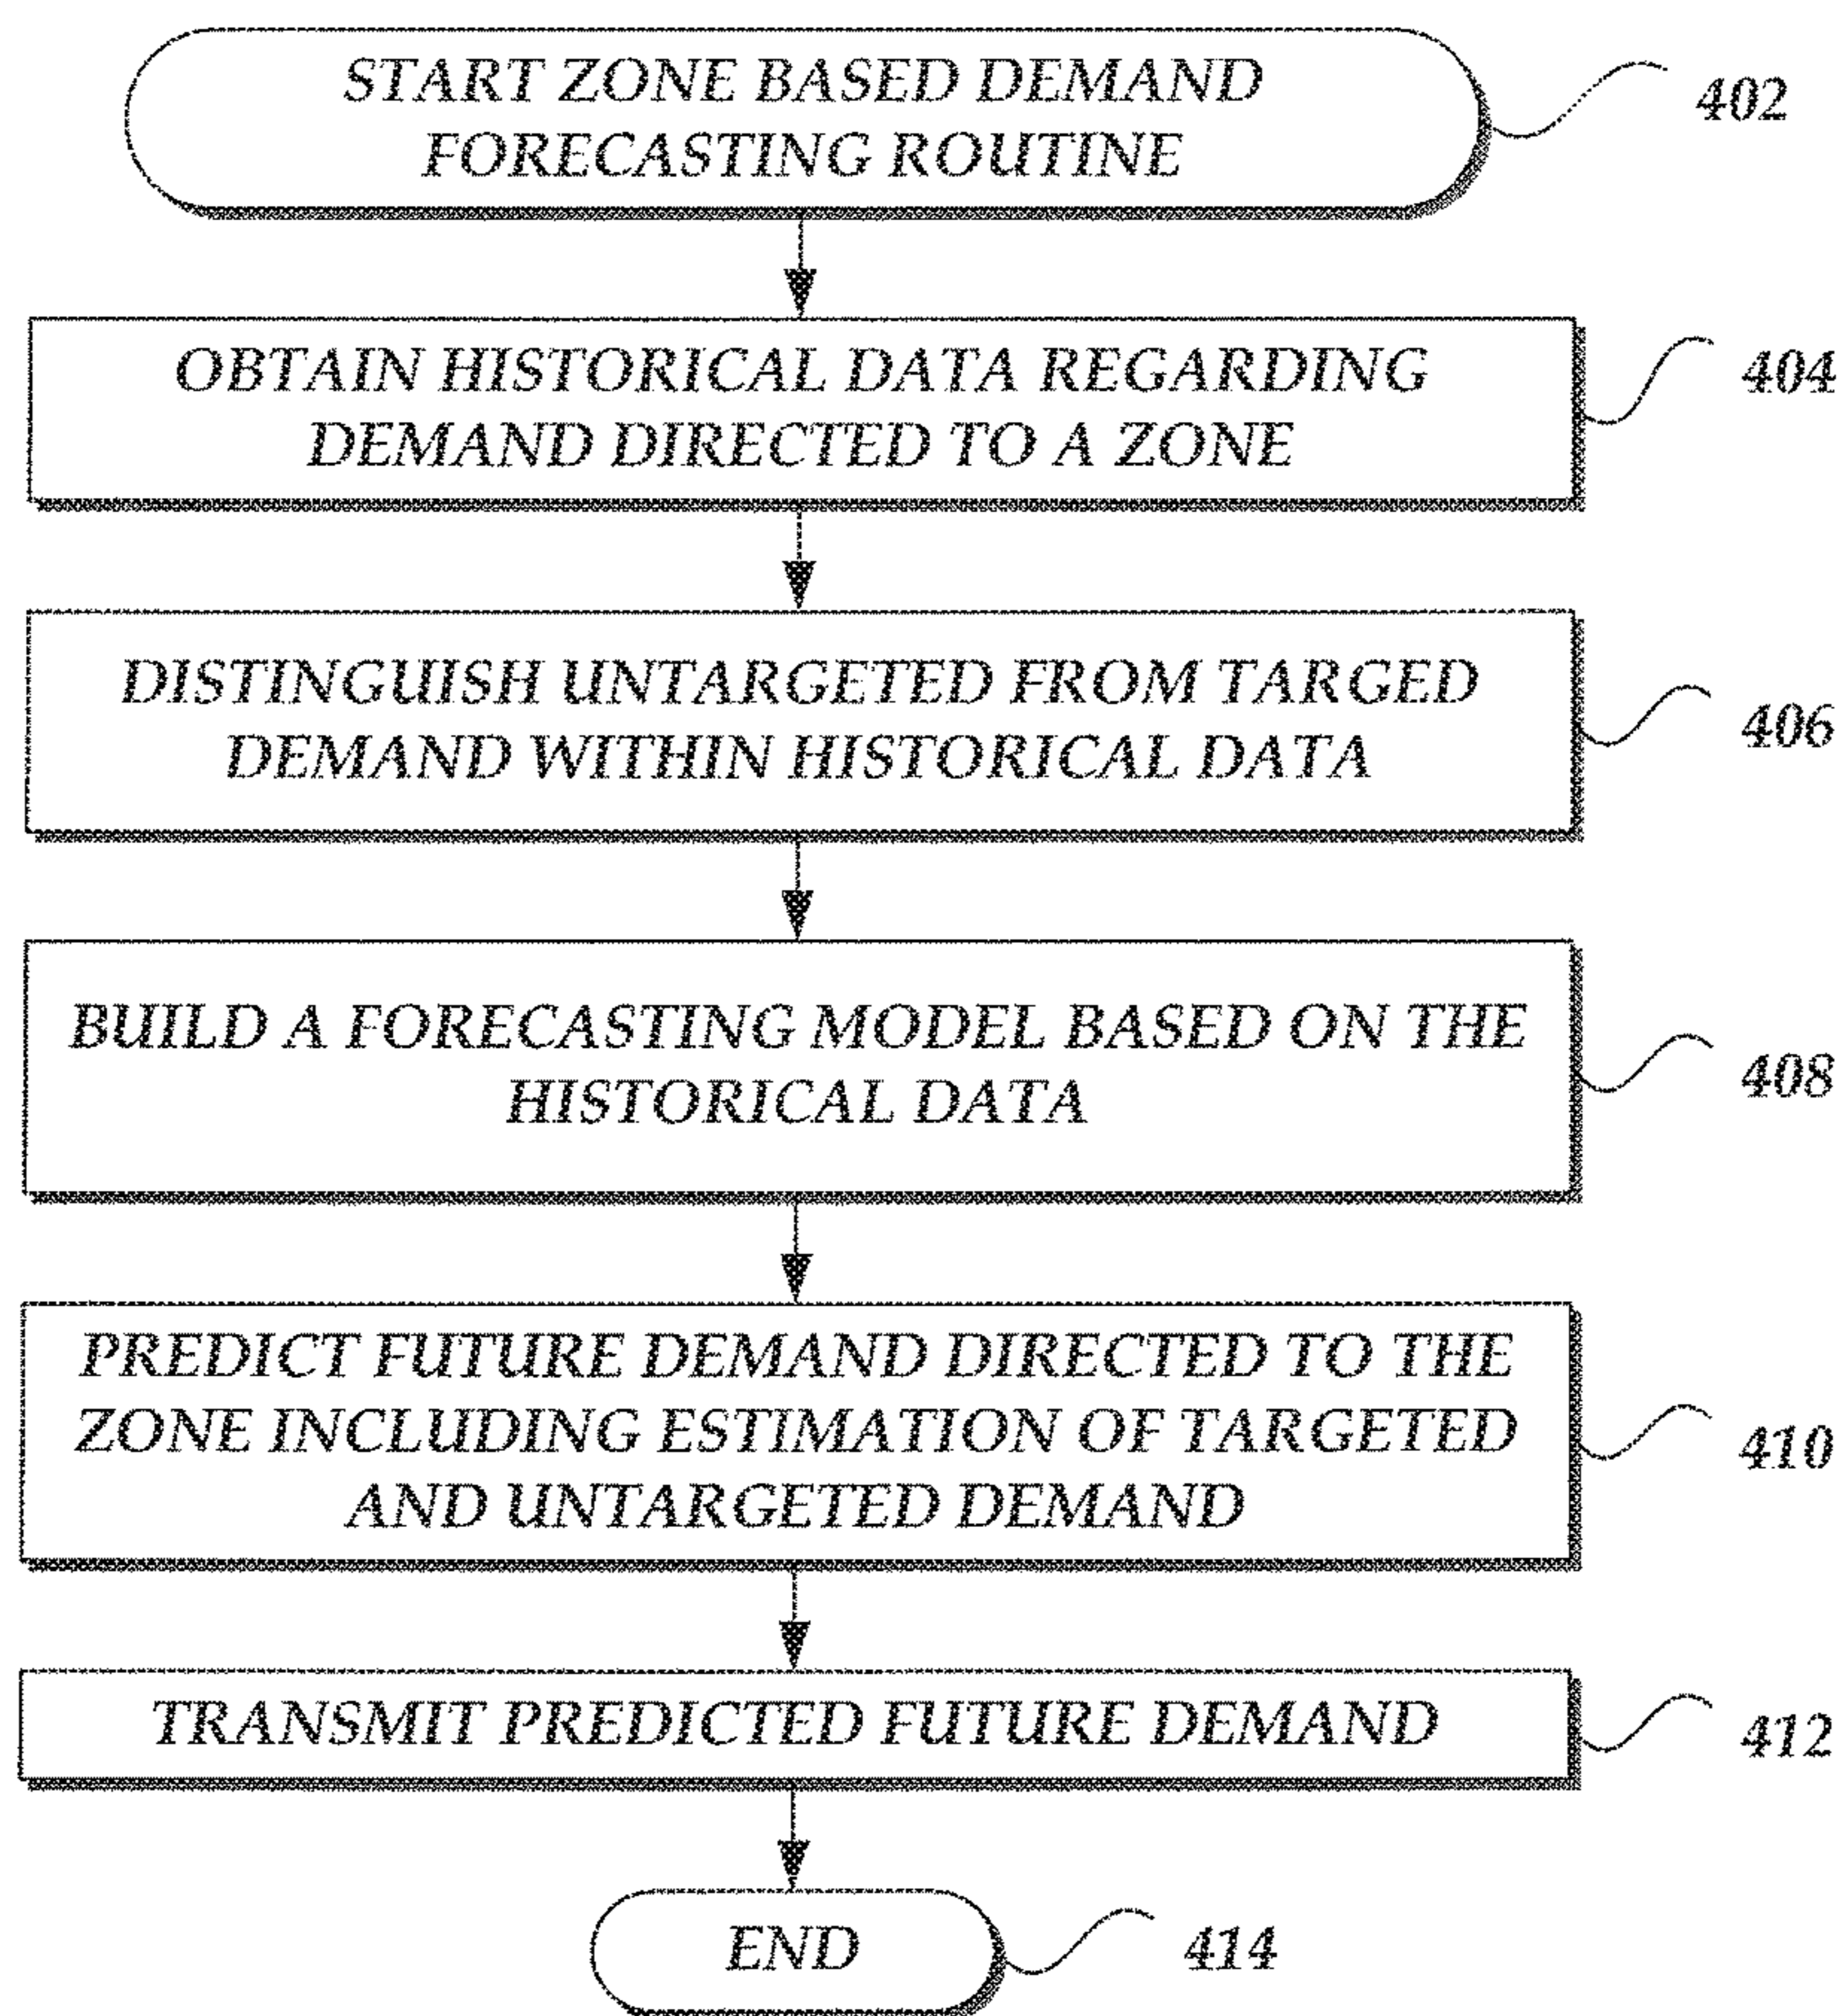 START ZONE BASED DEMAND
FORECASTING ROUTINE
402
OBTAIN HISTORICAL DATA REGARDING
DEMAND DIRECTED TO A ZONE
404
DISTINGUISH UNTARGETED FROM TARGED
DEMAND WITHIN HISTORICAL DATA
406
BUILD A FORECASTING MODEL BASED ON THE
HISTORICAL DATA
408
PREDICT FUTURE DEMAND DIRECTED TO THE
ZONE INCLUDING ESTIMATION OF TARGETED
AND UNTARGETED DEMAND
410
TRANSMIT PREDICTED FUTURE DEMAND
412
END
414